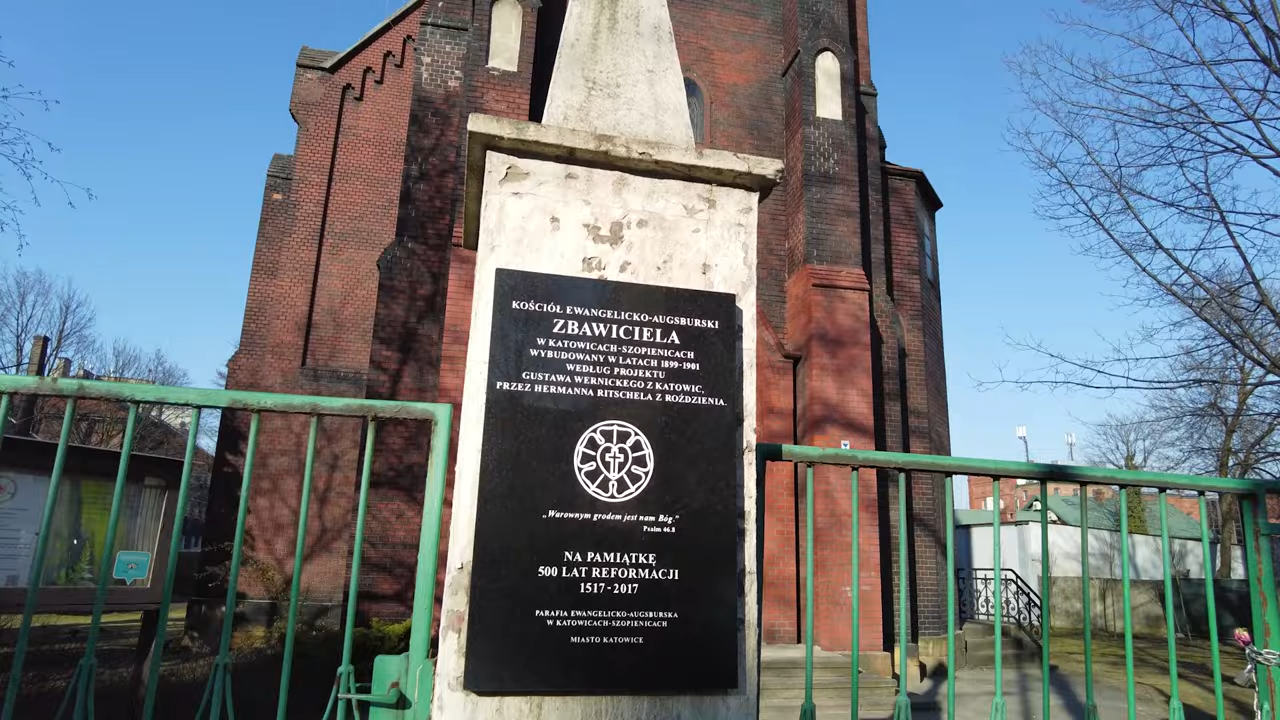 KOŚCIÓŁ EWANGELICKO-AUGSBURSKI
ZBAWICIELA
W KATOWICACH-SZOPIENICACH
WYBUDOWANY W LATACH 1899-1901
WEDŁUG PROJEKTU
GUSTAWA WERNICKEGO Z KATOWIC,
PRZEZ HERMANNA RITSCHELA Z ROŹDZIENIA.
„Warownym grodem jest nam Bóg."
Psalm 46.8
NA PAMIĄTKĘ
500 LAT REFORMACJI
1517-2017
PARAFIA EWANGELICKO-AUGSBURSKA
W KATOWICACH-SZOPIENICACH
MIASTO KATOWICE